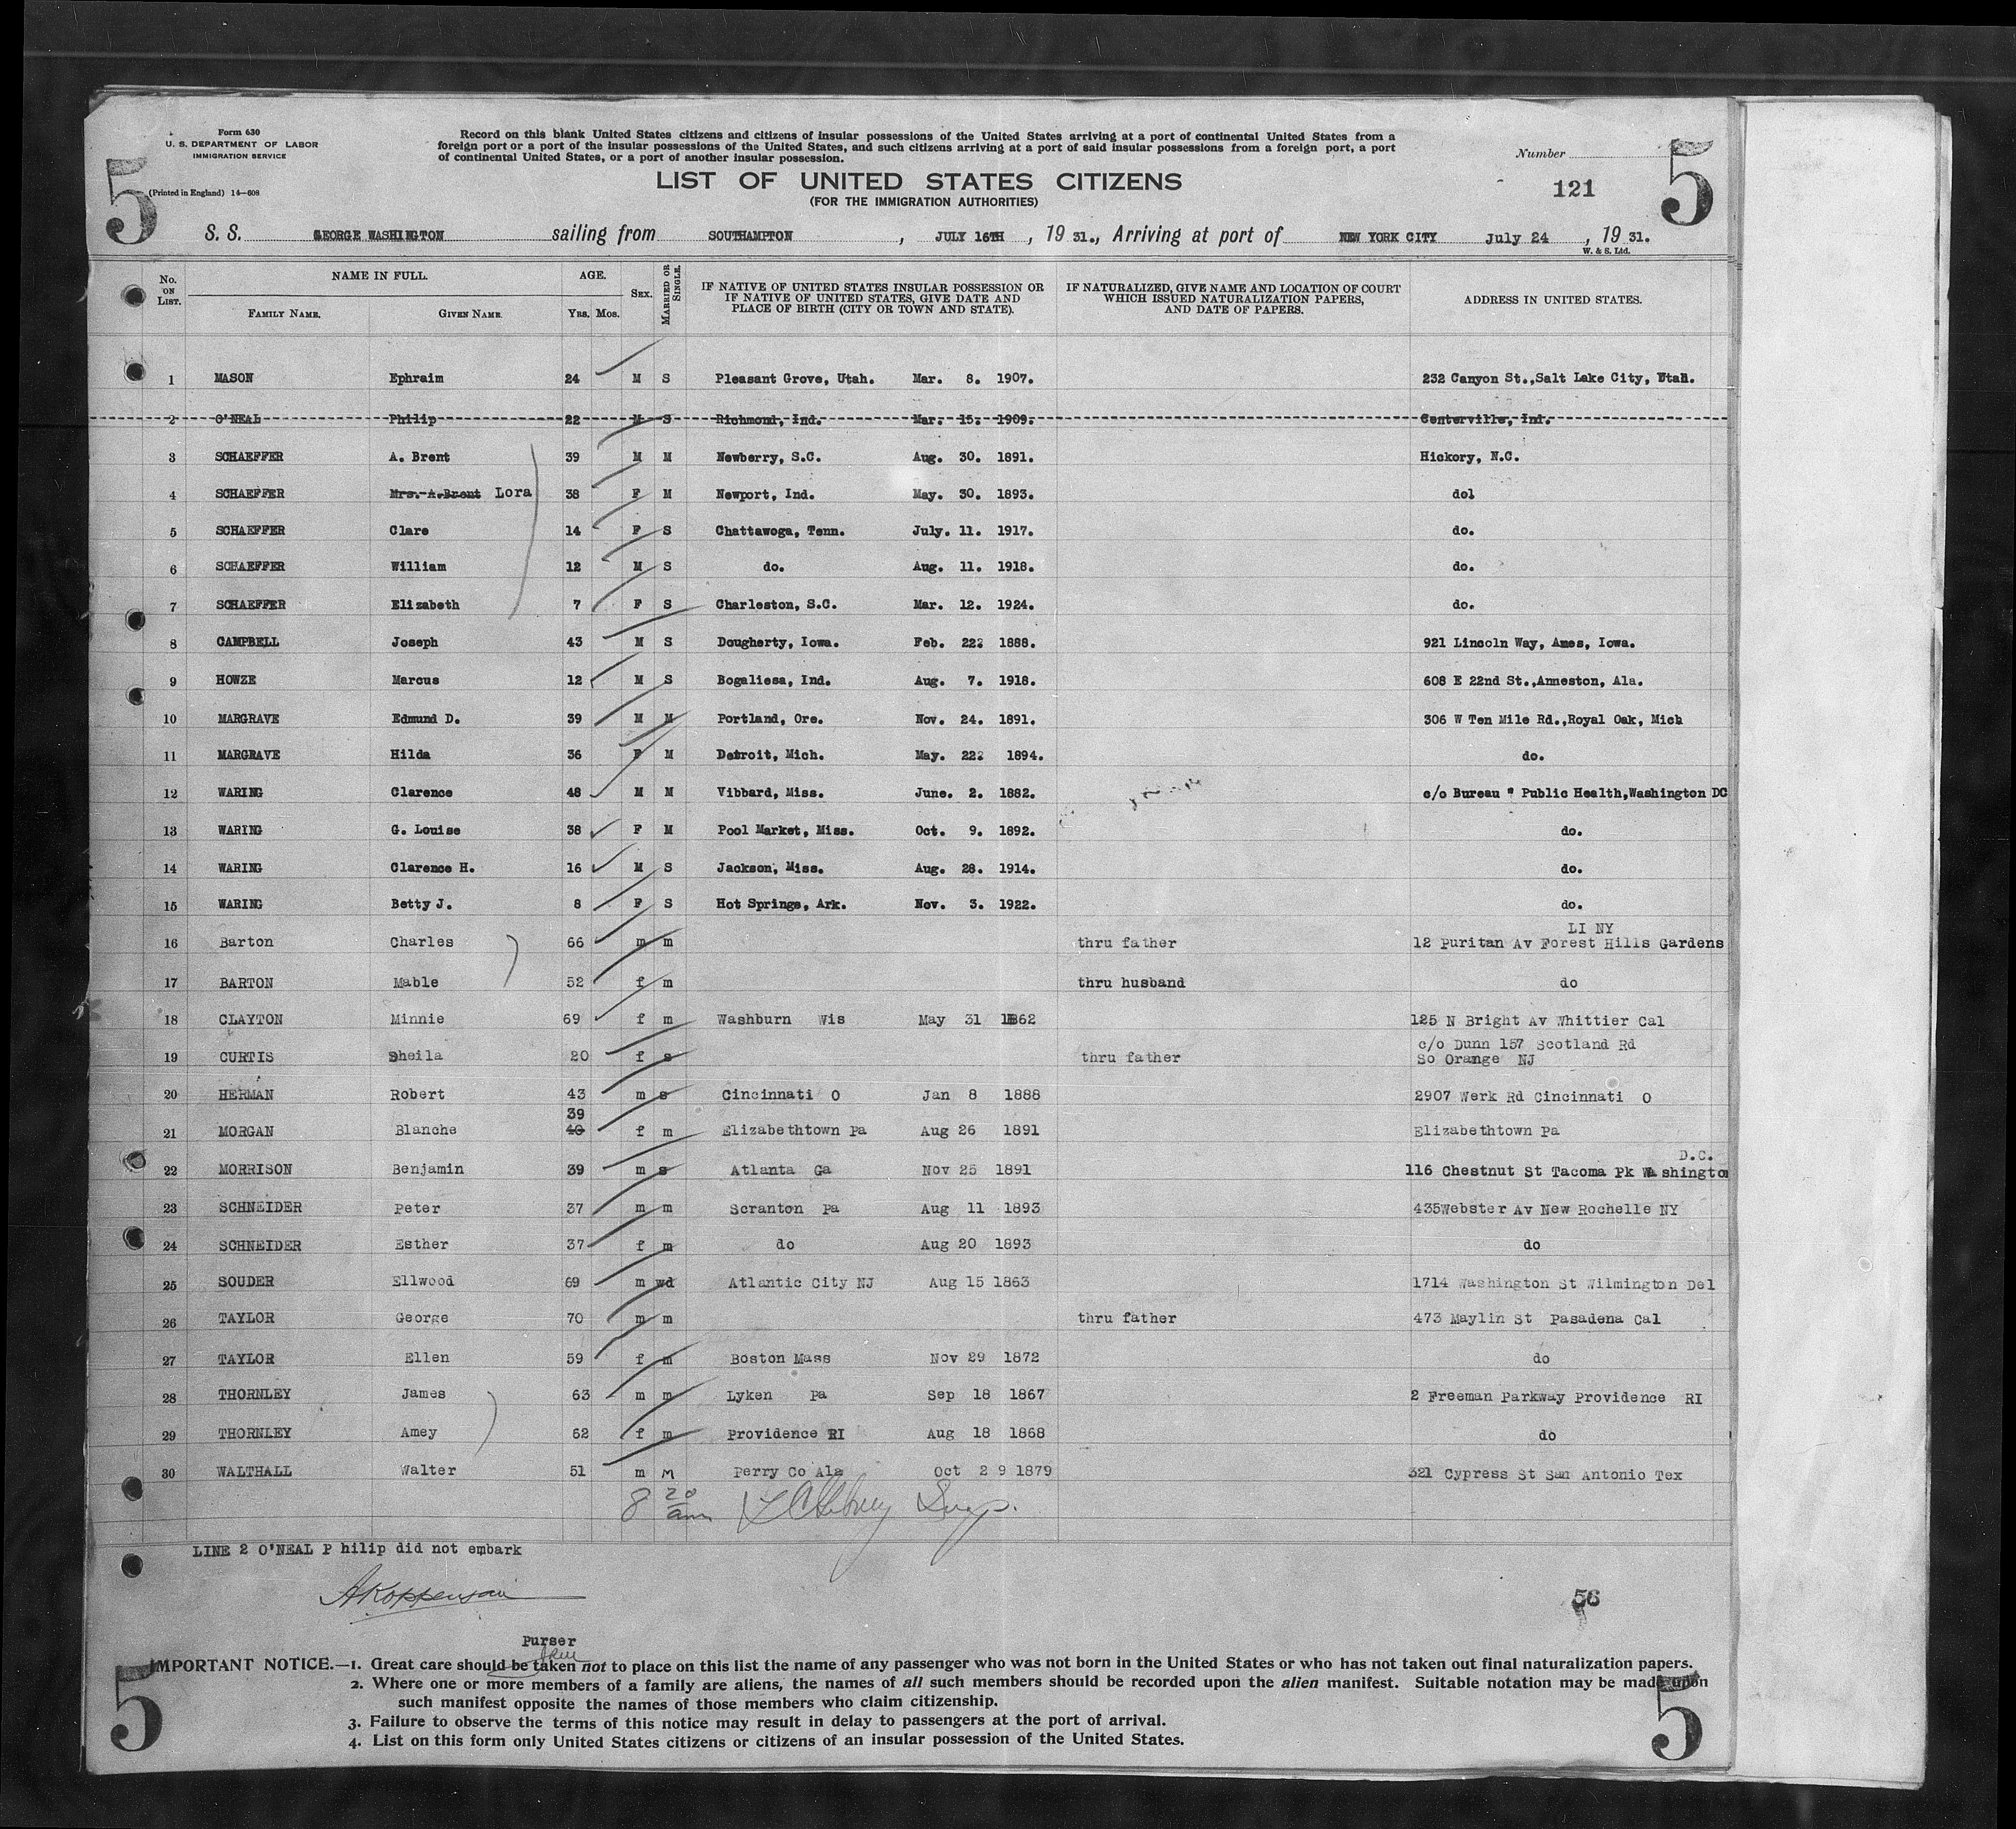 Form 630
U. S. DEPARTMENT OF LABOR
IMMIGRATION SERVICE
(Printed in England) 14—608
5
Record on this blank United States citizens and citizens of insular possessions of the United States arriving at a port of continental United States from a
foreign port or a port of the insular possessions of the United States, and such citizens arriving at a port of said insular possessions from a foreign port, a port
of continental United States, or a port of another insular possession.
LIST OF UNITED STATES CITIZENS
(FOR THE IMMIGRATION AUTHORITIES)
Number
121
5
S. S. GEORGE WASHINGTON sailing from SOUTHAMPTON , JULY 16TH , 19 31., Arriving at port of NEW YORK CITY July 24 , 19 31.
W. & S. Ltd.
No. ON LIST. NAME IN FULL. AGE. SEX. MARRIED OR SINGLE. IF NATIVE OF UNITED STATES INSULAR POSSESSION OR IF NATIVE OF UNITED STATES, GIVE DATE AND PLACE OF BIRTH (CITY OR TOWN AND STATE). IF NATURALIZED, GIVE NAME AND LOCATION OF COURT WHICH ISSUED NATURALIZATION PAPERS, AND DATE OF PAPERS. ADDRESS IN UNITED STATES.
FAMILY NAME. GIVEN NAME. YRS. MOS.
1 MASON Ephraim 24 M S Pleasant Grove, Utah. Mar. 8. 1907. 232 Canyon St.,Salt Lake City, Utah.
2 O'NEAL Philip 22 M S Richmond, Ind. Mar. 15. 1909. Centerville, Ind.
3 SCHAEFFER A. Brent 39 M M Newberry, S.C. Aug. 30. 1891. Hickory, N.C.
4 SCHAEFFER Mrs. A.Brent Lora 38 F M Newport, Ind. May. 30. 1893. dol
5 SCHAEFFER Clare 14 F S Chattawoga, Tenn. July. 11. 1917. do.
6 SCHAEFFER William 12 M S do. Aug. 11. 1918. do.
7 SCHAEFFER Elizabeth 7 F S Charleston, S.C. Mar. 12. 1924. do.
8 CAMPBELL Joseph 43 M S Dougherty, Iowa. Feb. 22. 1888. 921 Lincoln Way, Ames, Iowa.
9 HOWZE Marcus 12 M S Bogaliesa, Ind. Aug. 7. 1918. 608 E 22nd St.,Anneston, Ala.
10 MARGRAVE Edmund D. 39 M M Portland, Ore. Nov. 24. 1891. 306 W Ten Mile Rd.,Royal Oak, Mich
11 MARGRAVE Hilda 36 F M Detroit, Mich. May. 22. 1894. do.
12 WARING Clarence 48 M M Vibbard, Miss. June. 2. 1882. c/o Bureau " Public Health,Washington DC
13 WARING G. Louise 38 F M Pool Market, Miss. Oct. 9. 1892. do.
14 WARING Clarence H. 16 M S Jackson, Miss. Aug. 28. 1914. do.
15 WARING Betty J. 8 F S Hot Springs, Ark. Nov. 3. 1922. do.
LI NY
16 Barton Charles 66 m m thru father 12 Puritan Av Forest Hills Gardens
17 BARTON Mable 52 f m thru husband do
18 CLAYTON Minnie 69 f m Washburn Wis May 31 1862 125 N Bright Av Whittier Cal
c/o Dunn 157 Scotland Rd
19 CURTIS Sheila 20 f s thru father So Orange NJ
20 HERMAN Robert 43 m s Cincinnati O Jan 8 1888 2907 Werk Rd Cincinnati O
39
21 MORGAN Blanche 40 f m Elizabethtown Pa Aug 26 1891 Elizabethtown Pa
D.C.
22 MORRISON Benjamin 39 m s Atlanta Ga Nov 25 1891 116 Chestnut St Tacoma Pk Washington
23 SCHNEIDER Peter 37 m m Scranton Pa Aug 11 1893 435Webster Av New Rochelle NY
24 SCHNEIDER Esther 37 f m do Aug 20 1893 do
25 SOUDER Ellwood 69 m wd Atlantic City NJ Aug 15 1863 1714 Washington St Wilmington Del
26 TAYLOR George 70 m m thru father 473 Maylin St Pasadena Cal
27 TAYLOR Ellen 59 f m Boston Mass Nov 29 1872 do
28 THORNLEY James 63 m m Lyken Pa Sep 18 1867 2 Freeman Parkway Providence RI
29 THORNLEY Amey 62 f m Providence RI Aug 18 1868 do
30 WALTHALL Walter 51 m M Perry Co Ala Oct 2 9 1879 321 Cypress St San Antonio Tex
8 20 am
LINE 2 O'NEAL P hilip did not embark
56
Purser
IMPORTANT NOTICE.—1. Great care should be taken not to place on this list the name of any passenger who was not born in the United States or who has not taken out final naturalization papers.
2. Where one or more members of a family are aliens, the names of all such members should be recorded upon the alien manifest. Suitable notation may be made upon
such manifest opposite the names of those members who claim citizenship.
3. Failure to observe the terms of this notice may result in delay to passengers at the port of arrival.
4. List on this form only United States citizens or citizens of an insular possession of the United States.
5
5